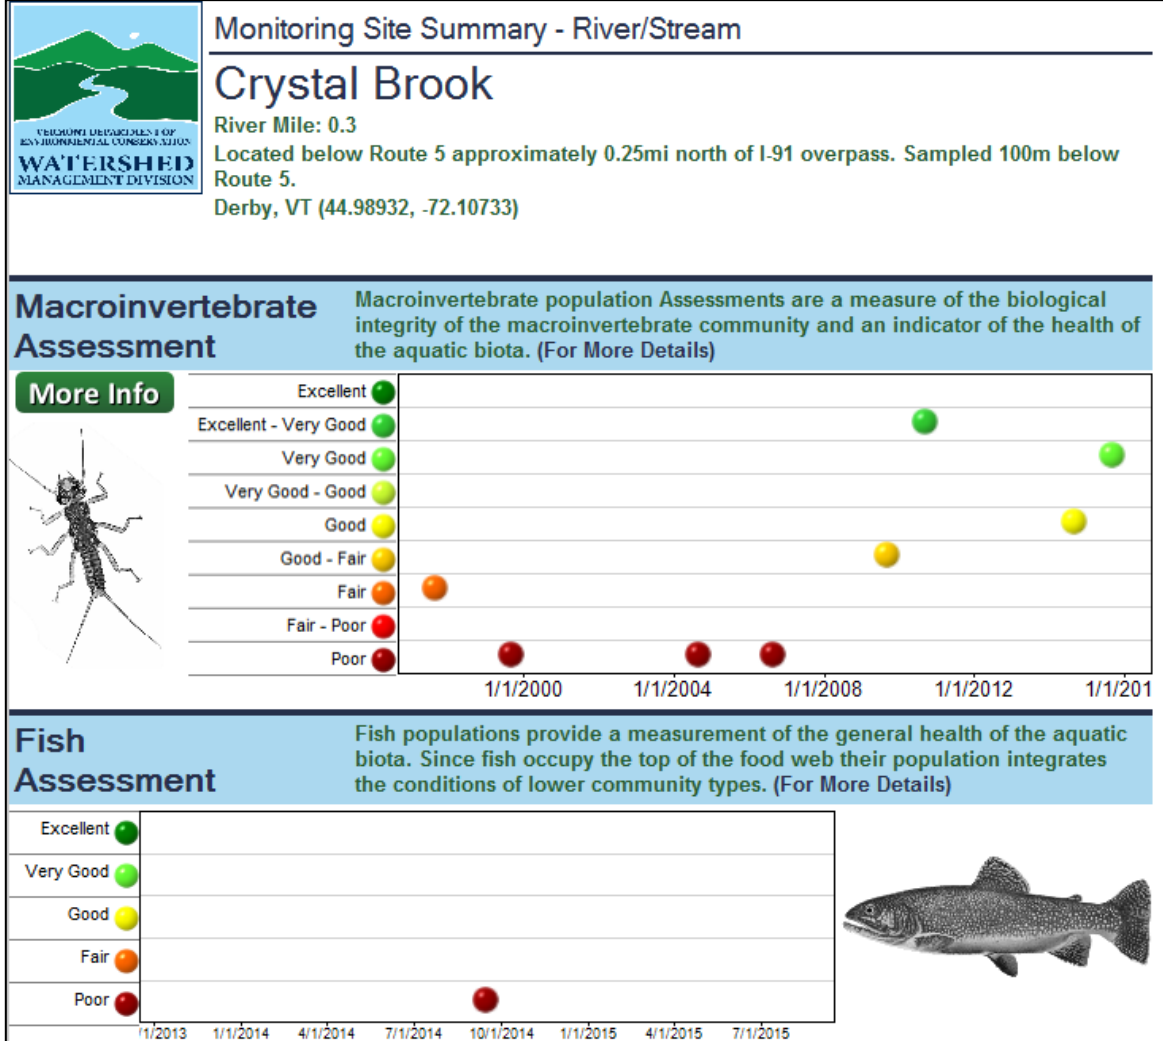 Monitoring Site Summary - River/Stream
VERMONT DEPARTMENT OF
ENVIRONMENTAL CONSERVATION
WATERSHED
MANAGEMENT DIVISION
Crystal Brook
River Mile: 0.3
Located below Route 5 approximately 0.25mi north of I-91 overpass. Sampled 100m below
Route 5.
Derby, VT (44.98932, -72.10733)
Macroinvertebrate
Assessment
Macroinvertebrate population Assessments are a measure of the biological
integrity of the macroinvertebrate community and an indicator of the health of
the aquatic biota. (For More Details)
More Info
Excellent
Excellent - Very Good
Very Good
Very Good - Good
Good
Good - Fair
Fair
Fair - Poor
Poor
1/1/2000 1/1/2004 1/1/2008 1/1/2012 1/1/201
Fish
Assessment
Fish populations provide a measurement of the general health of the aquatic
biota. Since fish occupy the top of the food web their population integrates
the conditions of lower community types. (For More Details)
Excellent
Very Good
Good
Fair
Poor
/1/2013 1/1/2014 4/1/2014 7/1/2014 10/1/2014 1/1/2015 4/1/2015 7/1/2015